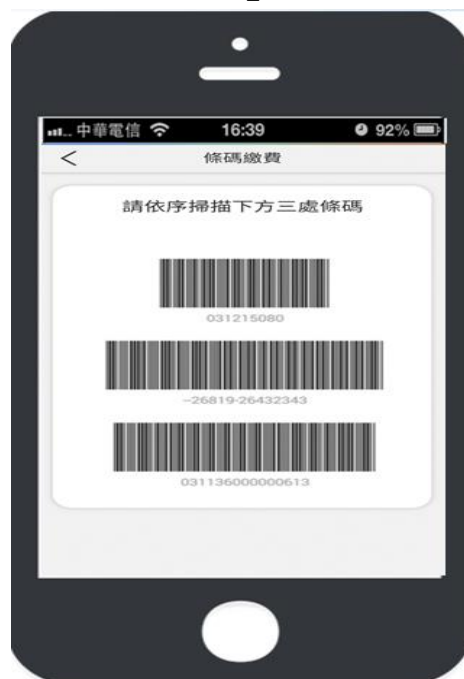 中華電信 16:39 92%
< 條碼繳費
請依序掃描下方三處條碼
031215080
–26819-26432343
031136000000613